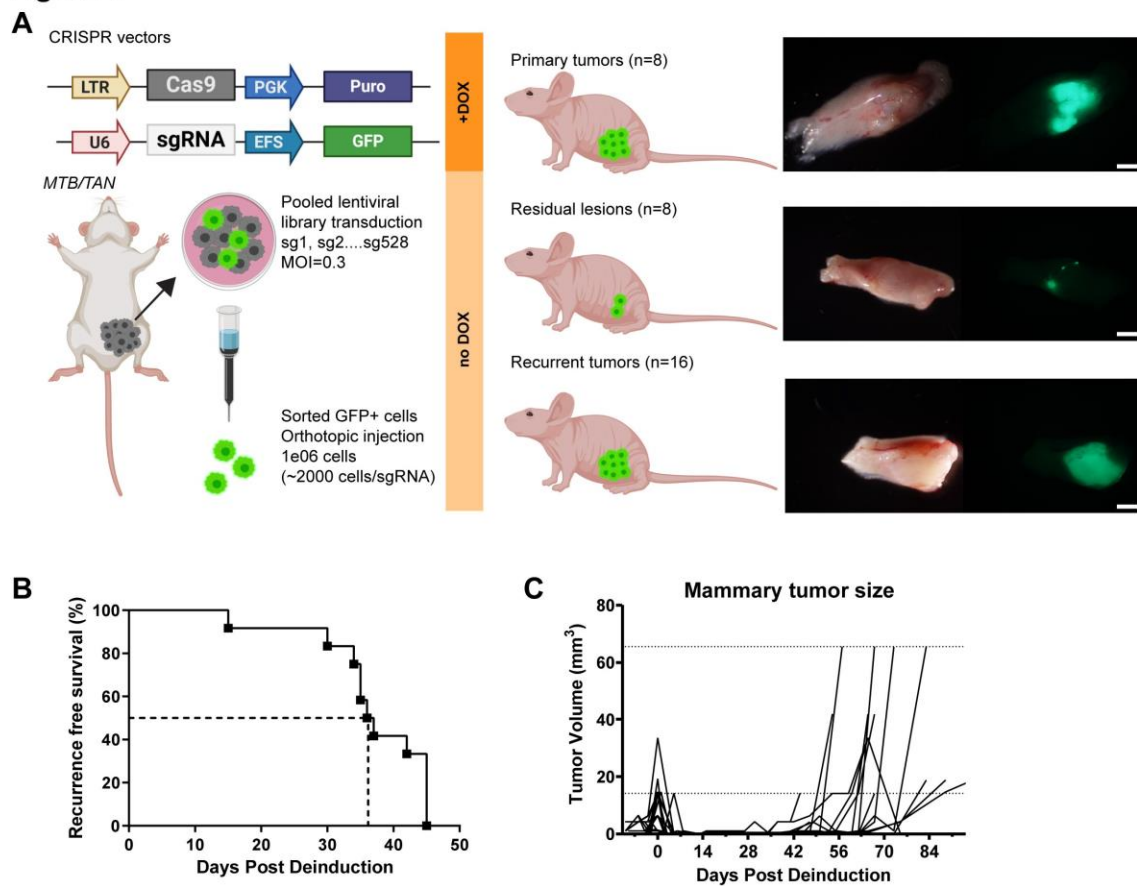 A
CRISPR vectors
LTR Cas9 PGK Puro
U6 sgRNA EFS GFP
MTB/TAN
Pooled lentiviral
library transduction
sg1, sg2....sg528
MOI=0.3
Sorted GFP+ cells
Orthotopic injection
1e06 cells
(~2000 cells/sgRNA)
+DOX
no DOX
Primary tumors (n=8)
Residual lesions (n=8)
Recurrent tumors (n=16)
B
Recurrence free survival (%)
100
80
60
40
20
0
0 10 20 30 40 50
Days Post Deinduction
C
Mammary tumor size
Tumor Volume (mm³)
80
60
40
20
0
0 14 28 42 56 70 84
Days Post Deinduction